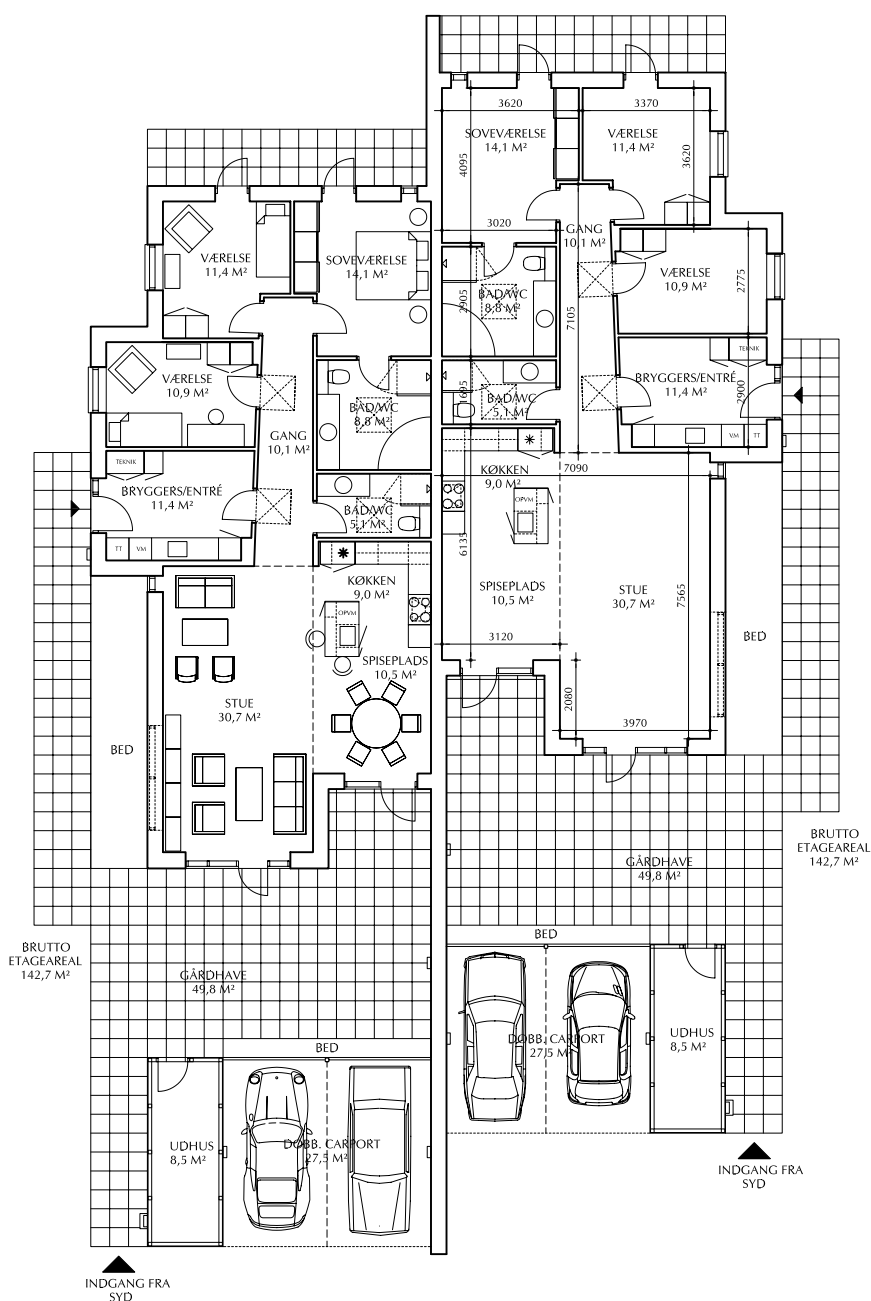 3620
3370
SOVEVÆRELSE
14,1 M²
VÆRELSE
11,4 M²
4095
3620
3020
GANG
10,1 M²
VÆRELSE
10,9 M²
2775
2905
BAD/WC
8,8 M²
7105
TEKNIK
BRYGGERS/ENTRÉ
11,4 M²
2900
1695
BAD/WC
5,1 M²
VM
TT
KØKKEN
9,0 M²
7090
OPVM
6135
SPISEPLADS
10,5 M²
STUE
30,7 M²
7565
BED
3120
2080
3970
GÅRDHAVE
49,8 M²
BRUTTO
ETAGEAREAL
142,7 M²
BED
DOBB. CARPORT
27,5 M²
UDHUS
8,5 M²
INDGANG FRA
SYD
VÆRELSE
11,4 M²
SOVEVÆRELSE
14,1 M²
VÆRELSE
10,9 M²
BAD/WC
8,8 M²
GANG
10,1 M²
TEKNIK
BRYGGERS/ENTRÉ
11,4 M²
BAD/WC
5,1 M²
TT
VM
KØKKEN
9,0 M²
OPVM
SPISEPLADS
10,5 M²
STUE
30,7 M²
BED
BRUTTO
ETAGEAREAL
142,7 M²
GÅRDHAVE
49,8 M²
BED
UDHUS
8,5 M²
DOBB. CARPORT
27,5 M²
INDGANG FRA
SYD